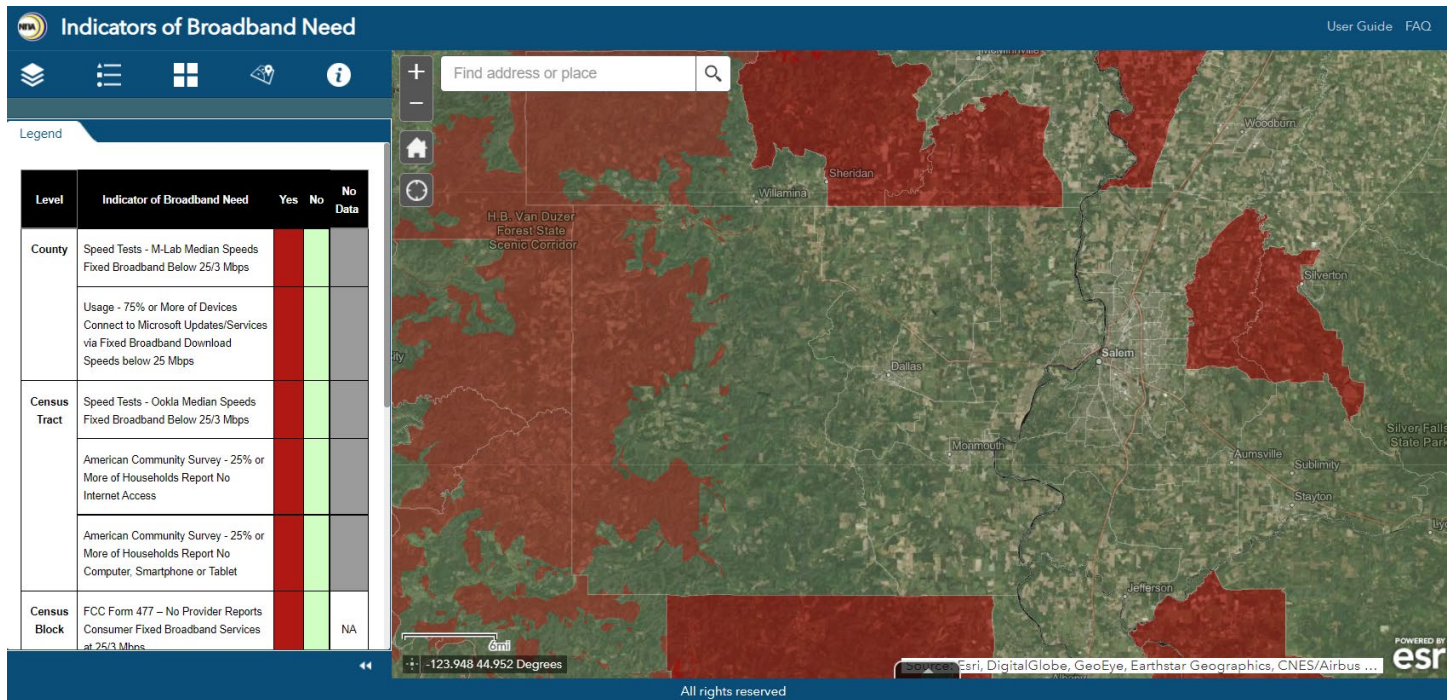 NTIA
Indicators of Broadband Need
User Guide FAQ
Find address or place
Legend
Level Indicator of Broadband Need Yes No No Data
County
Speed Tests - M-Lab Median Speeds
Fixed Broadband Below 25/3 Mbps
Usage - 75% or More of Devices
Connect to Microsoft Updates/Services
via Fixed Broadband Download
Speeds below 25 Mbps
Census
Tract
Speed Tests - Ookla Median Speeds
Fixed Broadband Below 25/3 Mbps
American Community Survey - 25% or
More of Households Report No
Internet Access
American Community Survey - 25% or
More of Households Report No
Computer, Smartphone or Tablet
Census
Block
FCC Form 477 – No Provider Reports
Consumer Fixed Broadband Services
at 25/3 Mbps
NA
McMinnville
Woodburn
Sheridan
Willamina
H.B. Van Duzer
Forest State
Scenic Corridor
Silverton
Salem
Dallas
Silver Falls
State Park
Monmouth
Aumsville
Sublimity
Stayton
Jefferson
Albany
6mi
-123.948 44.952 Degrees
Source: Esri, DigitalGlobe, GeoEye, Earthstar Geographics, CNES/Airbus ...
POWERED BY
esri
All rights reserved